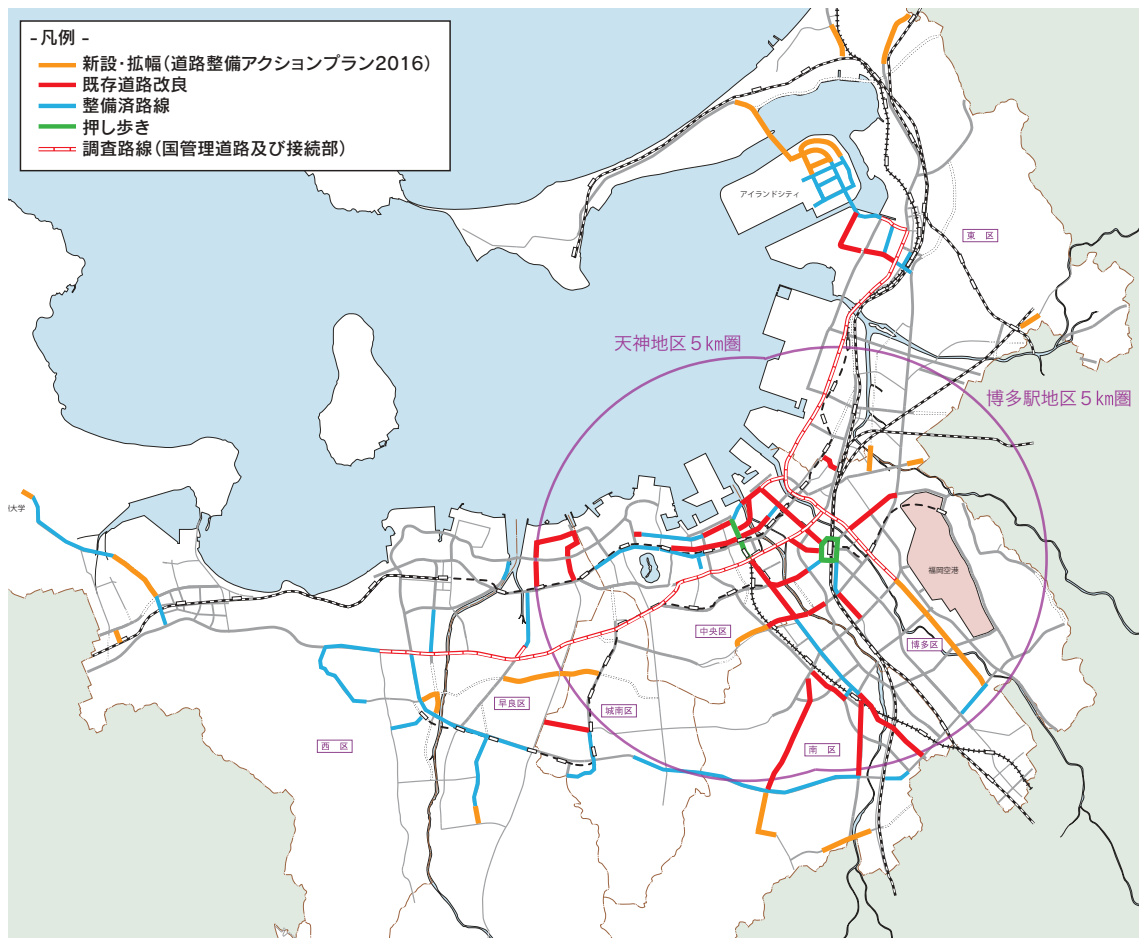 - 凡例 -
新設・拡幅(道路整備アクションプラン2016)
既存道路改良
整備済路線
押し歩き
調査路線(国管理道路及び接続部)
アイランドシティ
東 区
天神地区5km圏
博多駅地区5km圏
大学
福岡空港
中央区
博多区
早良区
城南区
西 区
南 区